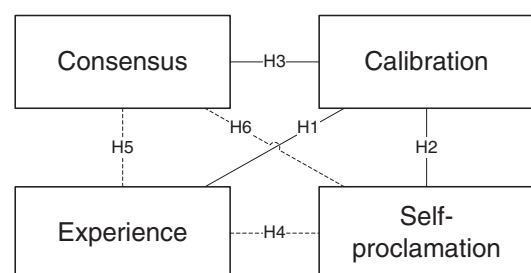 Consensus
H3
Calibration
H6
H1
H5
H2
Experience
H4
Self-
proclamation